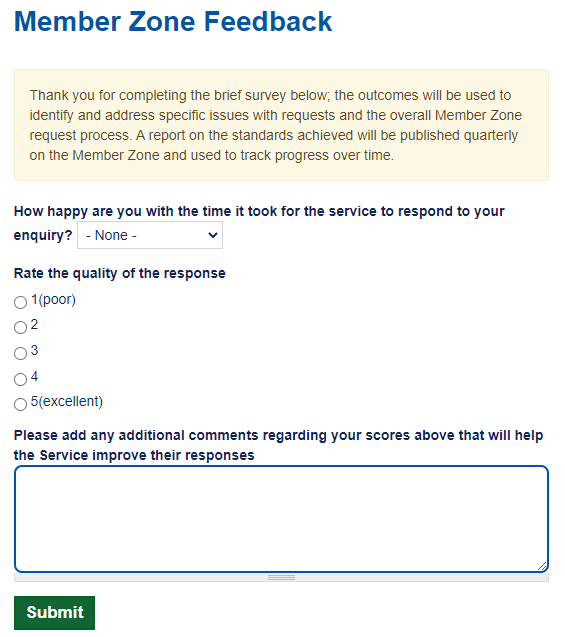 Member Zone Feedback
Thank you for completing the brief survey below; the outcomes will be used to
identify and address specific issues with requests and the overall Member Zone
request process. A report on the standards achieved will be published quarterly
on the Member Zone and used to track progress over time.
How happy are you with the time it took for the service to respond to your
enquiry? - None -
Rate the quality of the response
1(poor)
2
3
4
5(excellent)
Please add any additional comments regarding your scores above that will help
the Service improve their responses
Submit